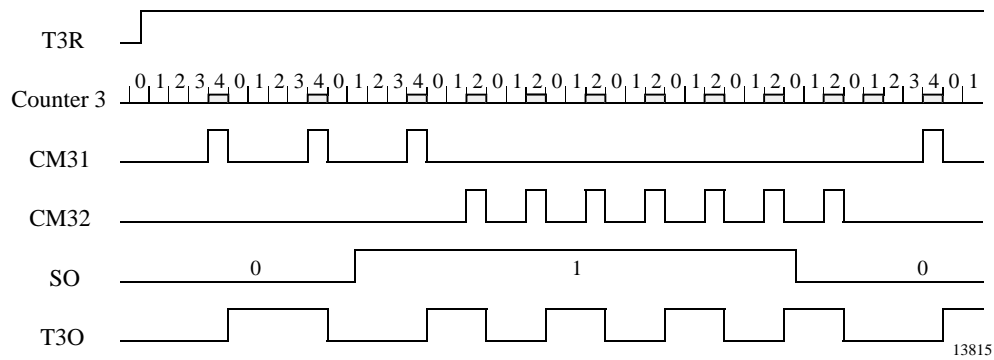 T3R
Counter 3 0 1 2 3 4 0 1 2 3 4 0 1 2 3 4 0 1 2 0 1 2 0 1 2 0 1 2 0 1 2 0 1 2 0 1 2 0 1 2 3 4 0 1
CM31
CM32
SO 0 1 0
T3O
13815